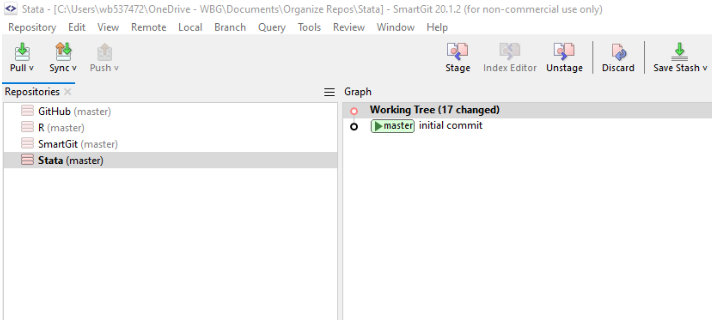 Stata - [C:\Users\wb537472\OneDrive - WBG\Documents\Organize Repos\Stata] - SmartGit 20.1.2 (for non-commercial use only)
Repository Edit View Remote Local Branch Query Tools Review Window Help
Pull Sync Push Stage Index Editor Unstage Discard Save Stash
Repositories Graph
GitHub (master) Working Tree (17 changed)
R (master) master initial commit
SmartGit (master)
Stata (master)